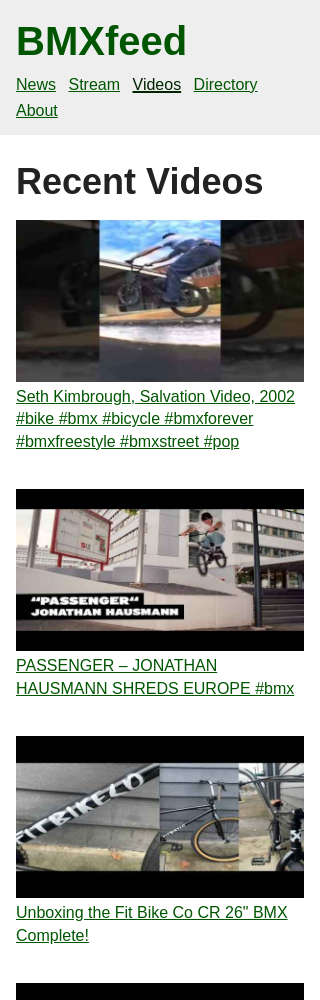 BMXfeed
News Stream Videos Directory
About
Recent Videos
Seth Kimbrough, Salvation Video, 2002
#bike #bmx #bicycle #bmxforever
#bmxfreestyle #bmxstreet #pop
"PASSENGER"
JONATHAN HAUSMANN
PASSENGER – JONATHAN
HAUSMANN SHREDS EUROPE #bmx
FITBIKECO
Unboxing the Fit Bike Co CR 26" BMX
Complete!